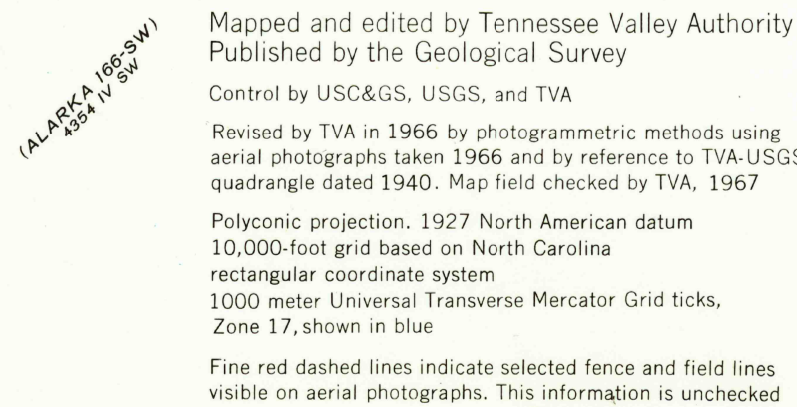 (ALARKA 166-SW)
4354 IV SW
Mapped and edited by Tennessee Valley Authority
Published by the Geological Survey
Control by USC&GS, USGS, and TVA
Revised by TVA in 1966 by photogrammetric methods using
aerial photographs taken 1966 and by reference to TVA-USGS
quadrangle dated 1940. Map field checked by TVA, 1967
Polyconic projection. 1927 North American datum
10,000-foot grid based on North Carolina
rectangular coordinate system
1000 meter Universal Transverse Mercator Grid ticks,
Zone 17, shown in blue
Fine red dashed lines indicate selected fence and field lines
visible on aerial photographs. This information is unchecked